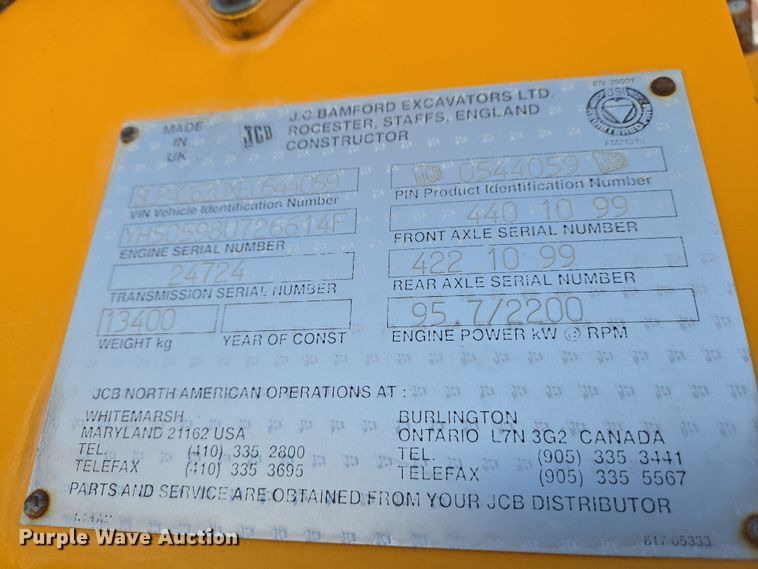 MADE
IN
UK
JCB
J.C.BAMFORD EXCAVATORS LTD.
ROCESTER, STAFFS, ENGLAND
CONSTRUCTOR
VIN Vehicle Identification Number
YH50598U726614F
ENGINE SERIAL NUMBER
24724
TRANSMISSION SERIAL NUMBER
13400
WEIGHT kg
YEAR OF CONST
JCB 0544059 JCB
PIN Product Identification Number
440 10 99
FRONT AXLE SERIAL NUMBER
422 10 99
REAR AXLE SERIAL NUMBER
95.7/2200
ENGINE POWER kW @ RPM
JCB NORTH AMERICAN OPERATIONS AT :
WHITEMARSH
MARYLAND 21162 USA
TEL. (410) 335 2800
TELEFAX (410) 335 3695
BURLINGTON
ONTARIO L7N 3G2 CANADA
TEL. (905) 335 3441
TELEFAX (905) 335 5567
PARTS AND SERVICE ARE OBTAINED FROM YOUR JCB DISTRIBUTOR
817 05333
Purple Wave Auction